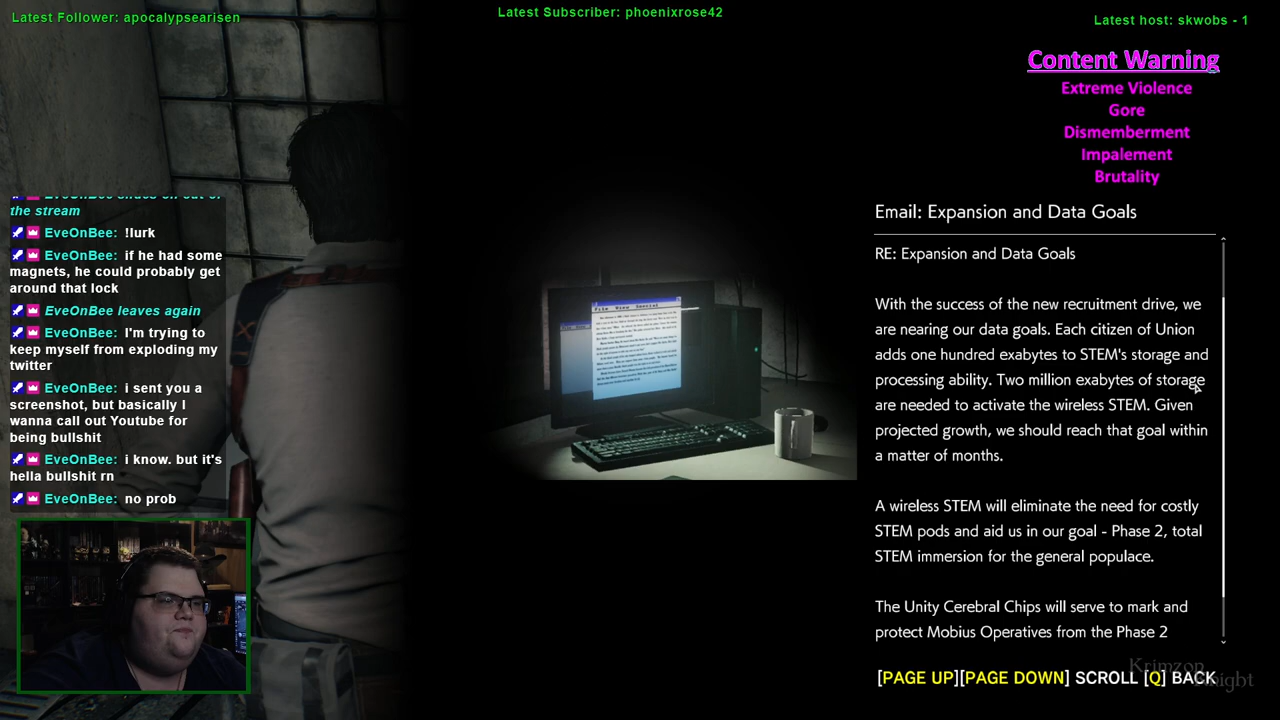 Latest Follower: apocalypsearisen
Latest Subscriber: phoenixrose42
Latest host: skwobs - 1
Content Warning
Extreme Violence
Gore
Dismemberment
Impalement
Brutality
the stream
EveOnBee: !lurk
EveOnBee: if he had some
magnets, he could probably get
around that lock
EveOnBee leaves again
EveOnBee: I'm trying to
keep myself from exploding my
twitter
EveOnBee: i sent you a
screenshot, but basically I
wanna call out Youtube for
being bullshit
EveOnBee: i know. but it's
hella bullshit rn
EveOnBee: no prob
Email: Expansion and Data Goals
RE: Expansion and Data Goals
With the success of the new recruitment drive, we
are nearing our data goals. Each citizen of Union
adds one hundred exabytes to STEM's storage and
processing ability. Two million exabytes of storage
are needed to activate the wireless STEM. Given
projected growth, we should reach that goal within
a matter of months.
A wireless STEM will eliminate the need for costly
STEM pods and aid us in our goal - Phase 2, total
STEM immersion for the general populace.
The Unity Cerebral Chips will serve to mark and
protect Mobius Operatives from the Phase 2
[PAGE UP][PAGE DOWN] SCROLL [Q] BACK
Krimzon
Knight